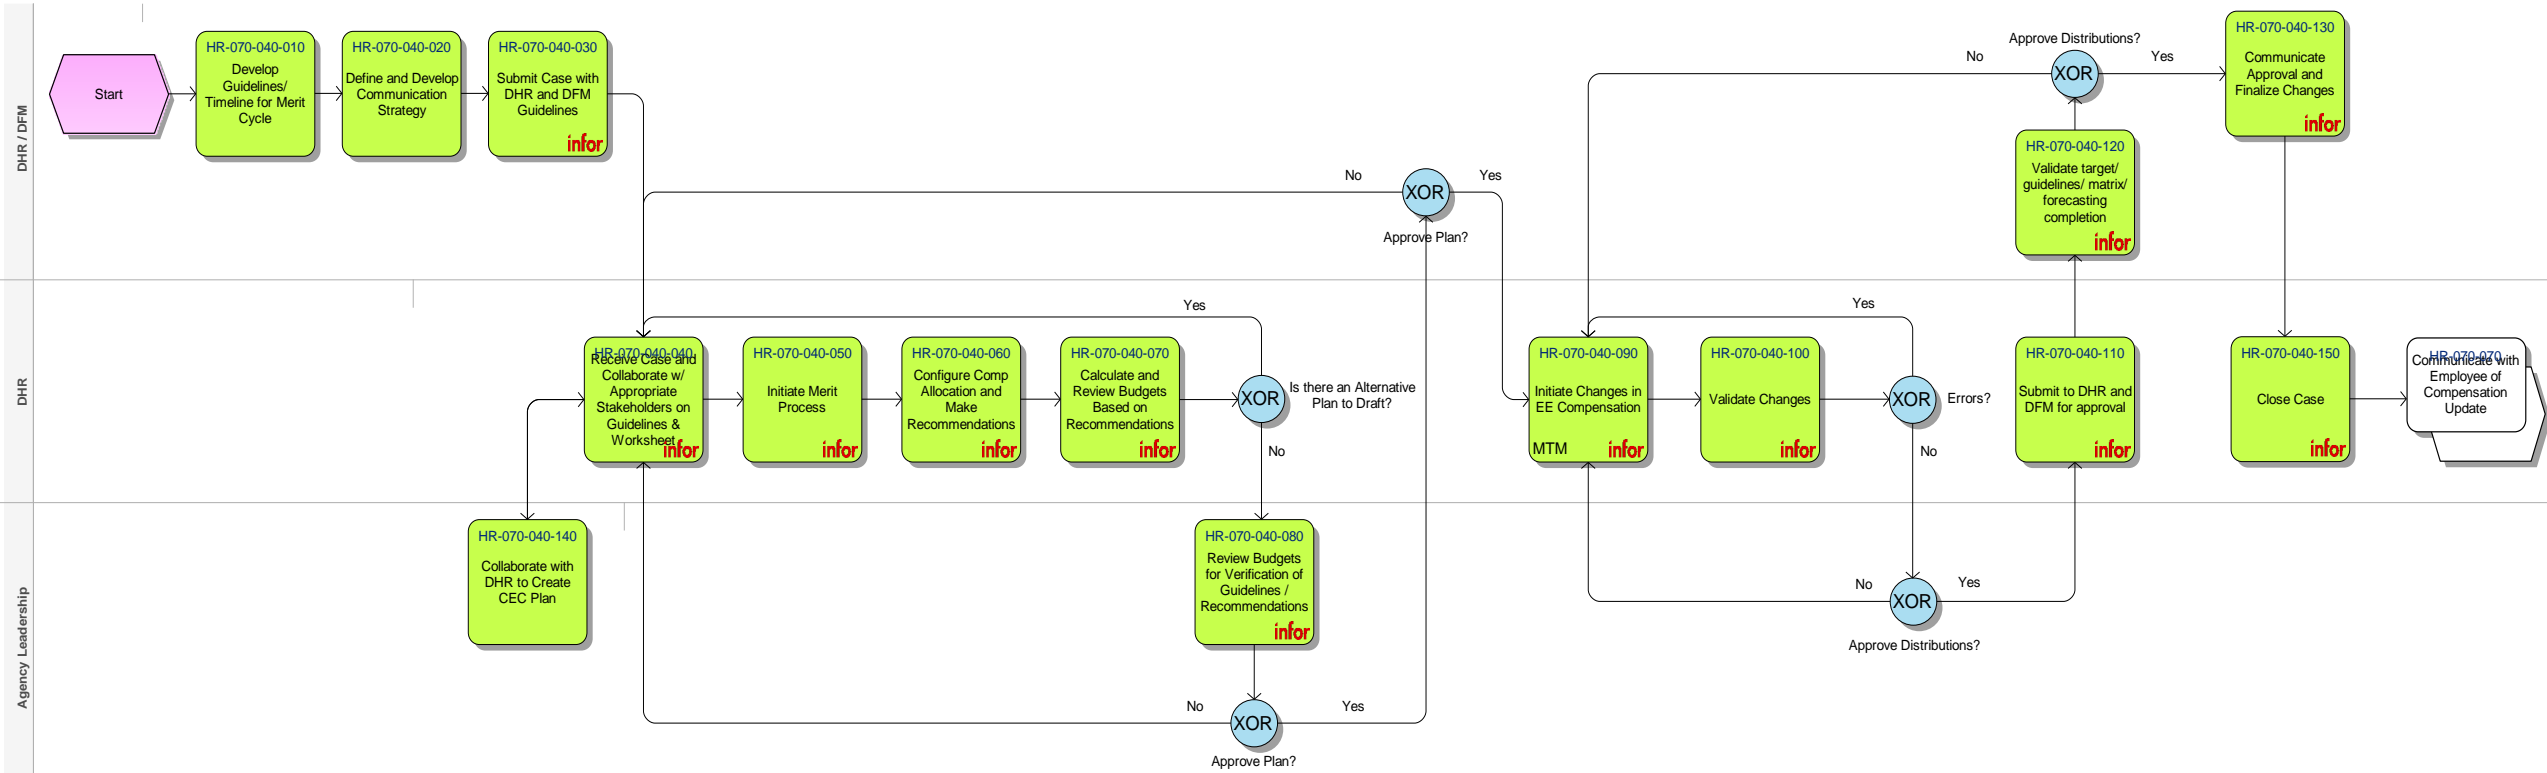 DHR / DFM
Start
HR-070-040-010
Develop
Guidelines/
Timeline for Merit
Cycle
HR-070-040-020
Define and Develop
Communication
Strategy
HR-070-040-030
Submit Case with
DHR and DFM
Guidelines
infor
No
XOR
Yes
Approve Plan?
Approve Distributions?
No
XOR
Yes
HR-070-040-120
Validate target/
guidelines/ matrix/
forecasting
completion
infor
HR-070-040-130
Communicate
Approval and
Finalize Changes
infor
DHR
HR-070-040-040
Receive Case and
Collaborate w/
Appropriate
Stakeholders on
Guidelines &
Worksheet
infor
HR-070-040-050
Initiate Merit
Process
infor
HR-070-040-060
Configure Comp
Allocation and
Make
Recommendations
infor
HR-070-040-070
Calculate and
Review Budgets
Based on
Recommendations
infor
Yes
XOR
Is there an Alternative
Plan to Draft?
No
HR-070-040-090
Initiate Changes in
EE Compensation
MTM
infor
HR-070-040-100
Validate Changes
infor
Yes
XOR
Errors?
No
HR-070-040-110
Submit to DHR and
DFM for approval
infor
HR-070-040-150
Close Case
infor
HR-070-070
Communicate with
Employee of
Compensation
Update
Agency Leadership
HR-070-040-140
Collaborate with
DHR to Create
CEC Plan
HR-070-040-080
Review Budgets
for Verification of
Guidelines /
Recommendations
infor
No
XOR
Yes
Approve Plan?
No
XOR
Yes
Approve Distributions?